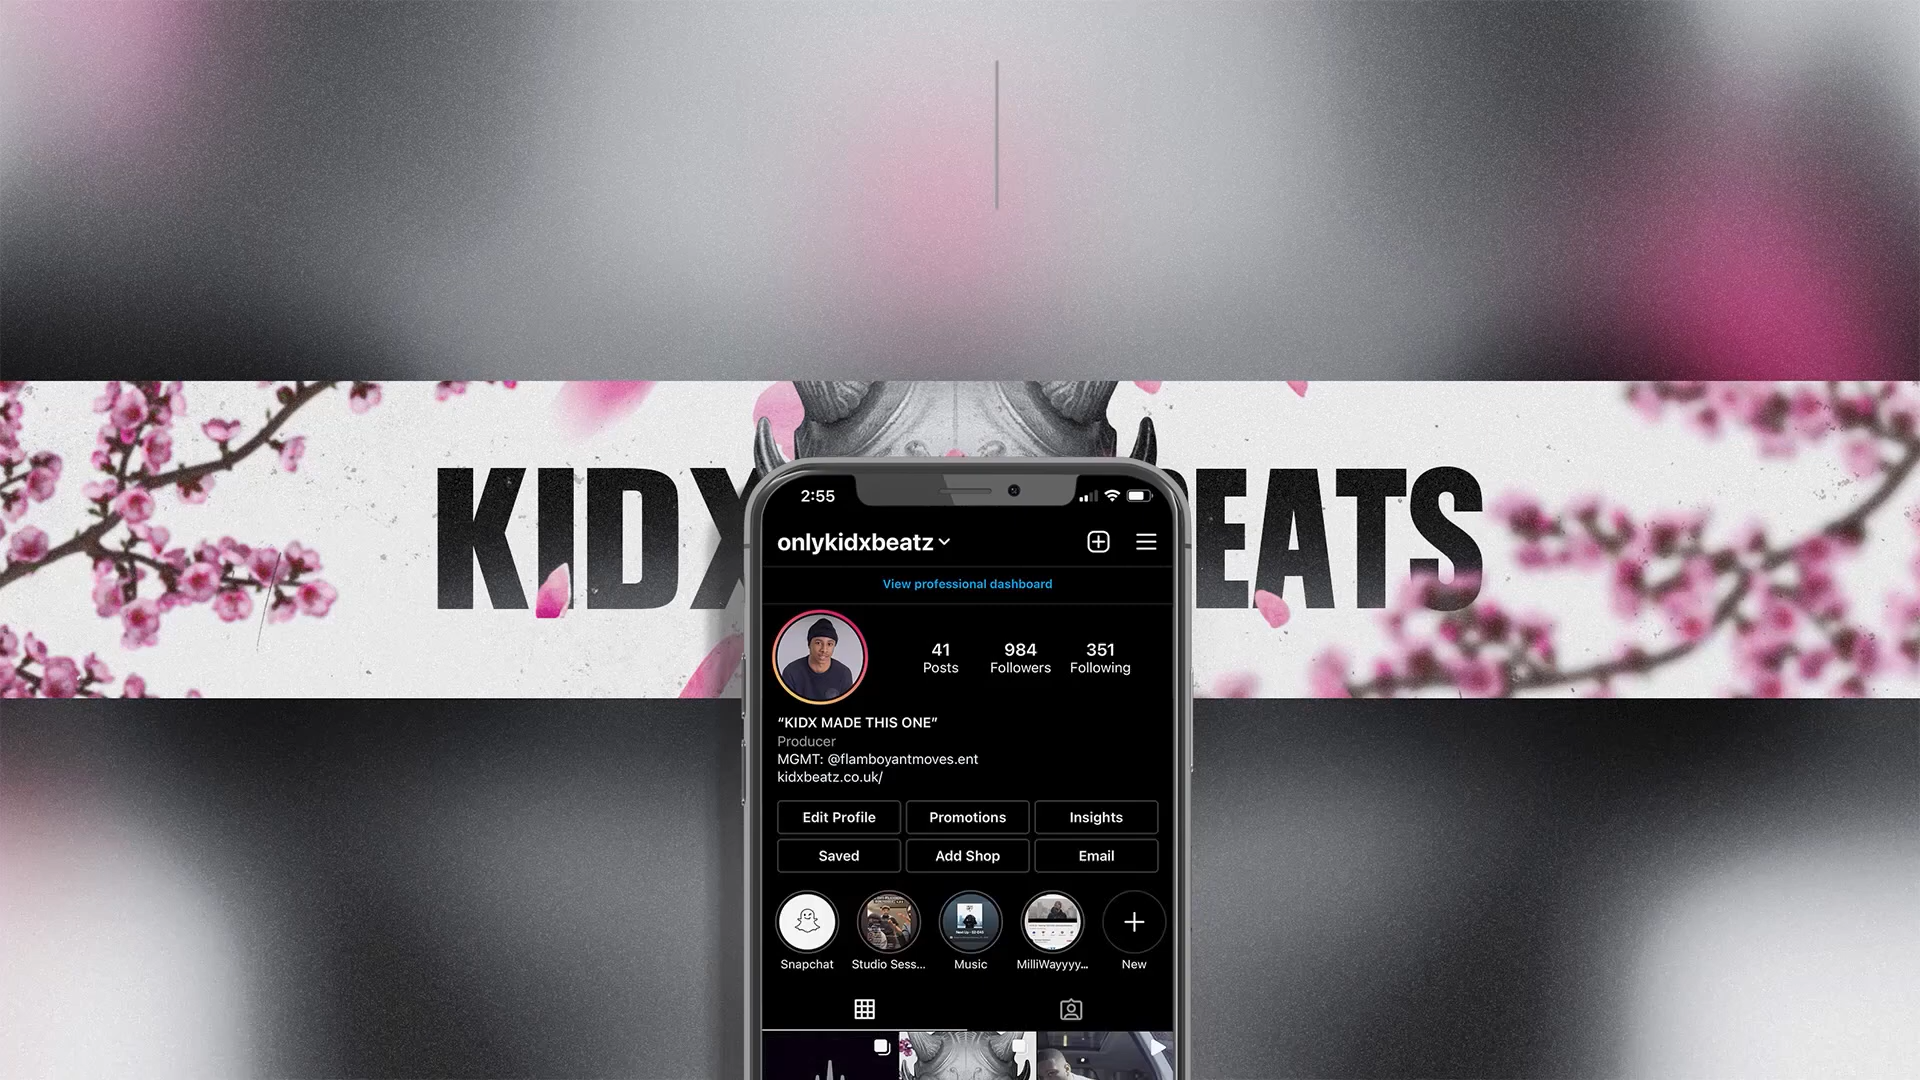 KIDX BEATS
2:55
onlykidxbeatz
View professional dashboard
41 984 351
Posts Followers Following
“KIDX MADE THIS ONE”
Producer
MGMT: @flamboyantmoves.ent
kidxbeatz.co.uk/
Edit Profile Promotions Insights
Saved Add Shop Email
Snapchat Studio Sess... Music MilliWayyyy... New